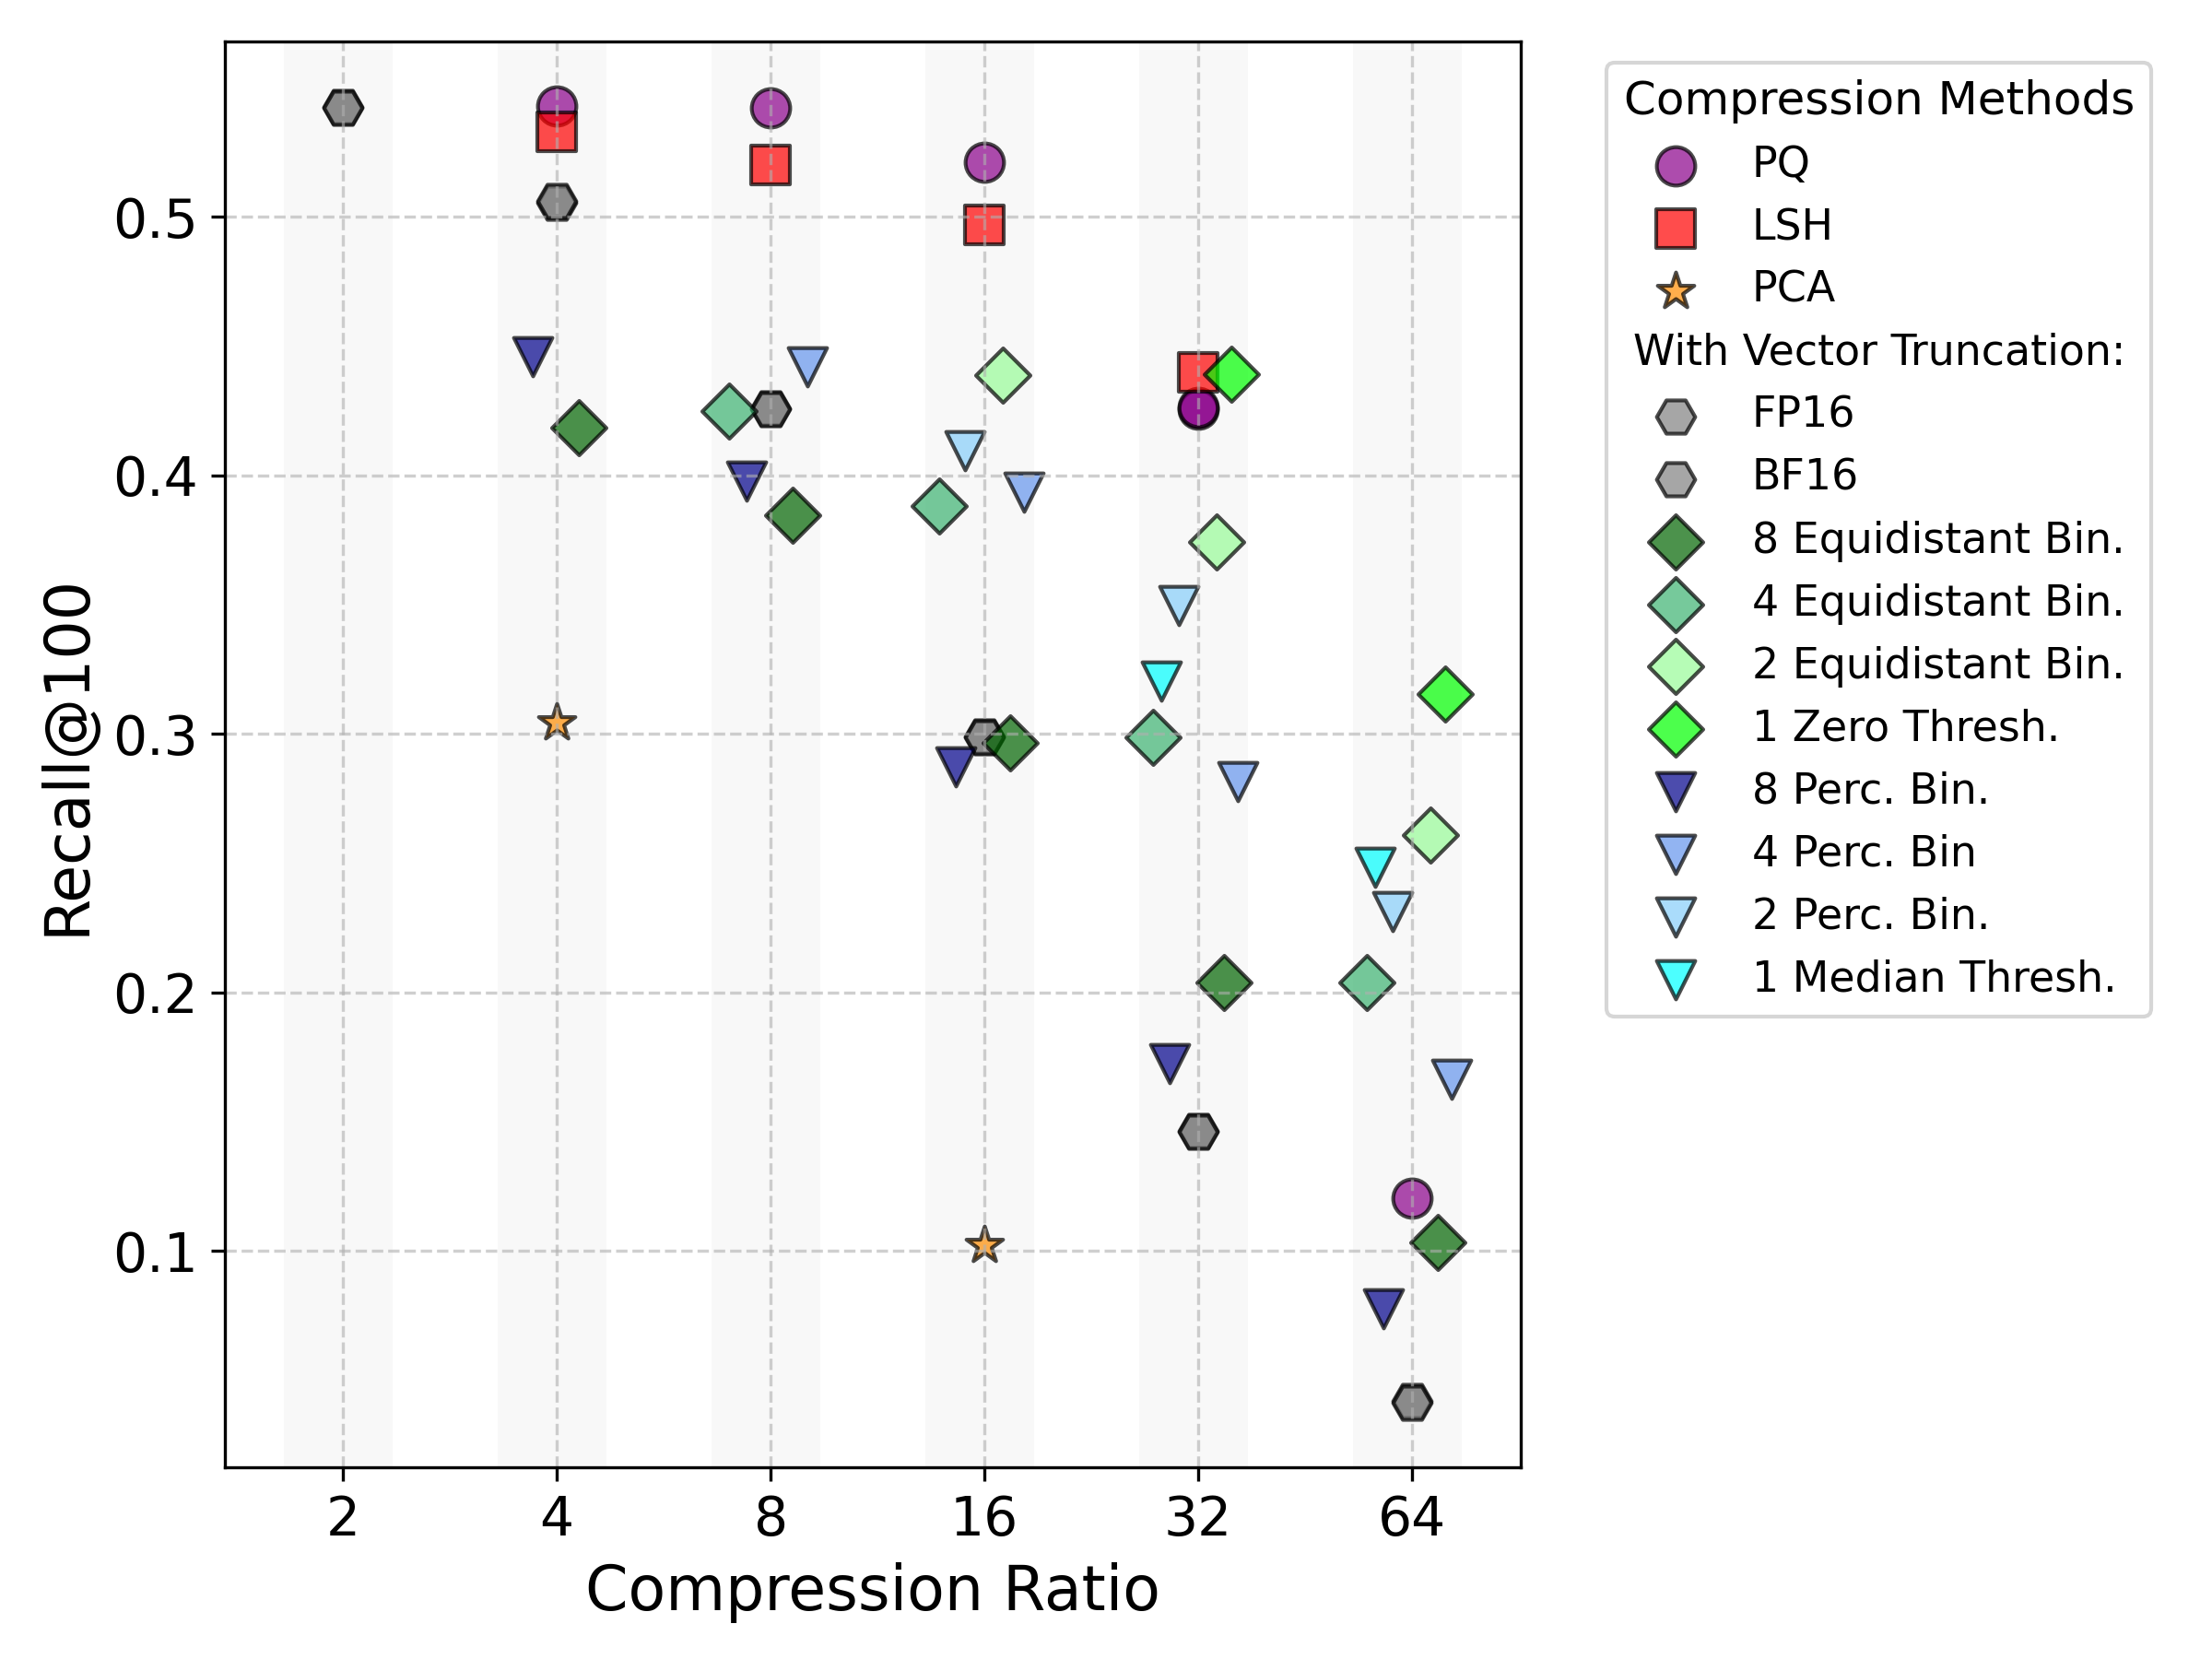 Recall@100
0.5
0.4
0.3
0.2
0.1
2 4 8 16 32 64
Compression Ratio
Compression Methods
PQ
LSH
PCA
With Vector Truncation:
FP16
BF16
8 Equidistant Bin.
4 Equidistant Bin.
2 Equidistant Bin.
1 Zero Thresh.
8 Perc. Bin.
4 Perc. Bin
2 Perc. Bin.
1 Median Thresh.